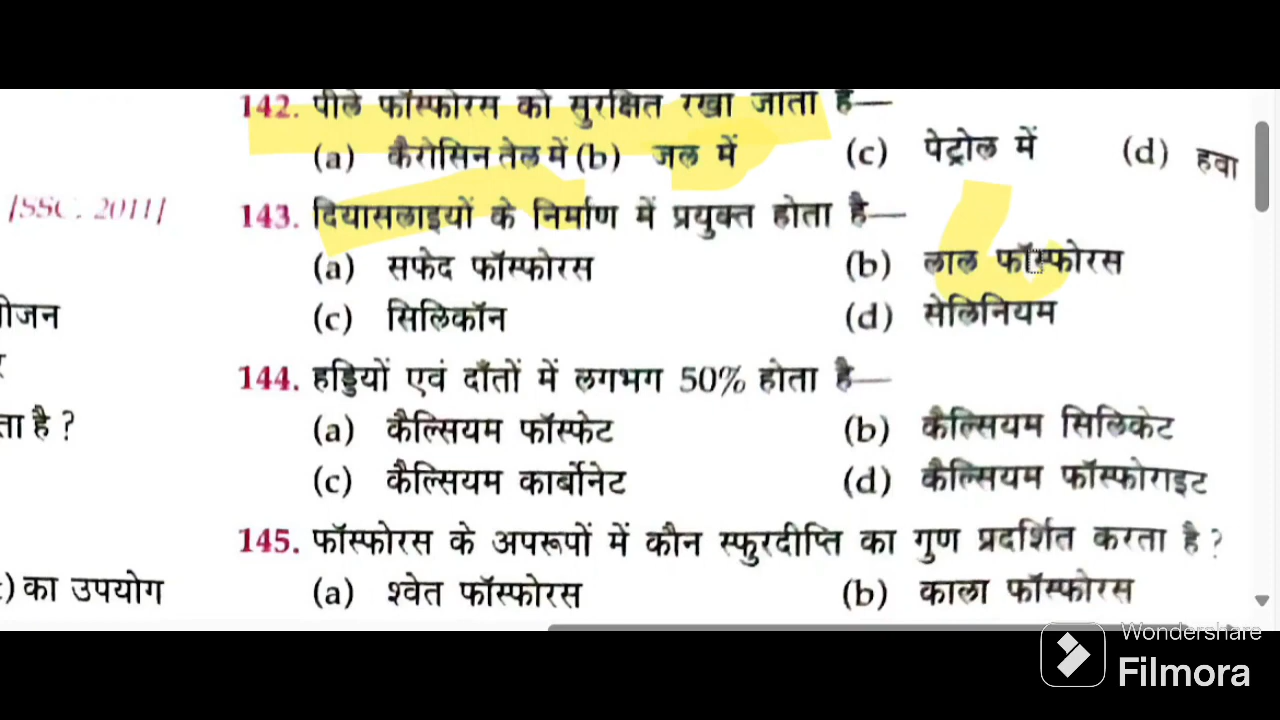 142. पीले फॉस्फोरस को सुरक्षित रखा जाता है—
(a) कैरोसिन तेल में (b) जल में (c) पेट्रोल में (d) हवा
[SSC. 2011]
143. दियासलाइयों के निर्माण में प्रयुक्त होता है—
(a) सफेद फॉस्फोरस (b) लाल फॉस्फोरस
(c) सिलिकॉन (d) सेलिनियम
144. हड्डियों एवं दाँतों में लगभग 50% होता है—
ता है ?
(a) कैल्सियम फॉस्फेट (b) कैल्सियम सिलिकेट
(c) कैल्सियम कार्बोनेट (d) कैल्सियम फॉस्फोराइट
145. फॉस्फोरस के अपरूपों में कौन स्फुरदीप्ति का गुण प्रदर्शित करता है ?
) का उपयोग
(a) श्वेत फॉस्फोरस (b) काला फॉस्फोरस
Wondershare
Filmora